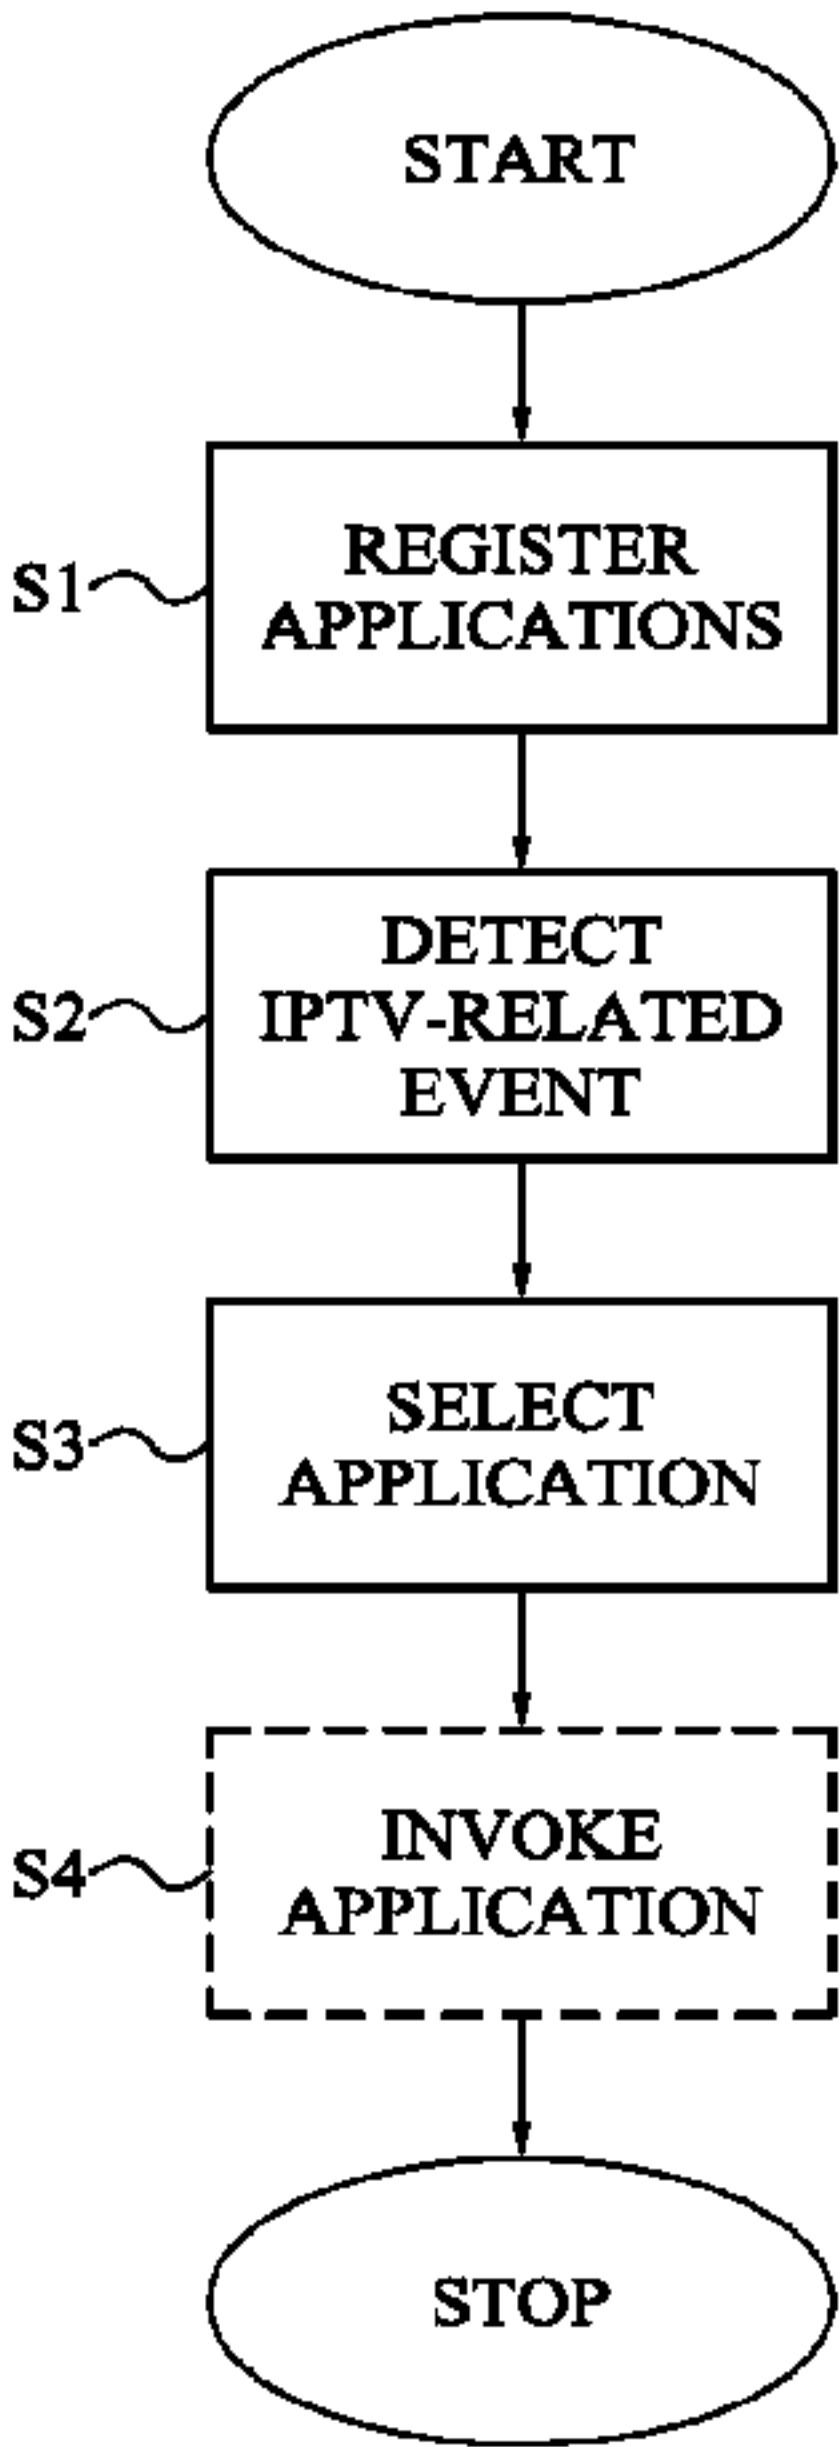 START
S1
REGISTER
APPLICATIONS
S2
DETECT
IPTV-RELATED
EVENT
S3
SELECT
APPLICATION
S4
INVOKE
APPLICATION
STOP